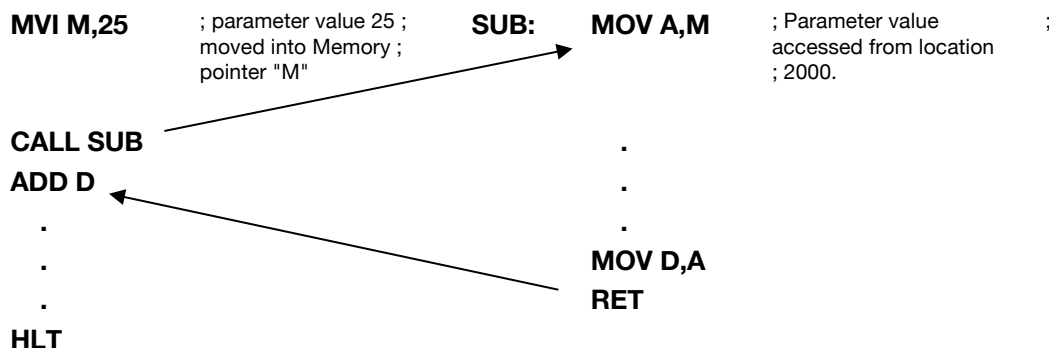 MVI M,25 ; parameter value 25 ; SUB: MOV A,M ; Parameter value ;
moved into Memory ; accessed from location
pointer "M" ; 2000.
CALL SUB .
ADD D .
. .
. MOV D,A
. RET
HLT